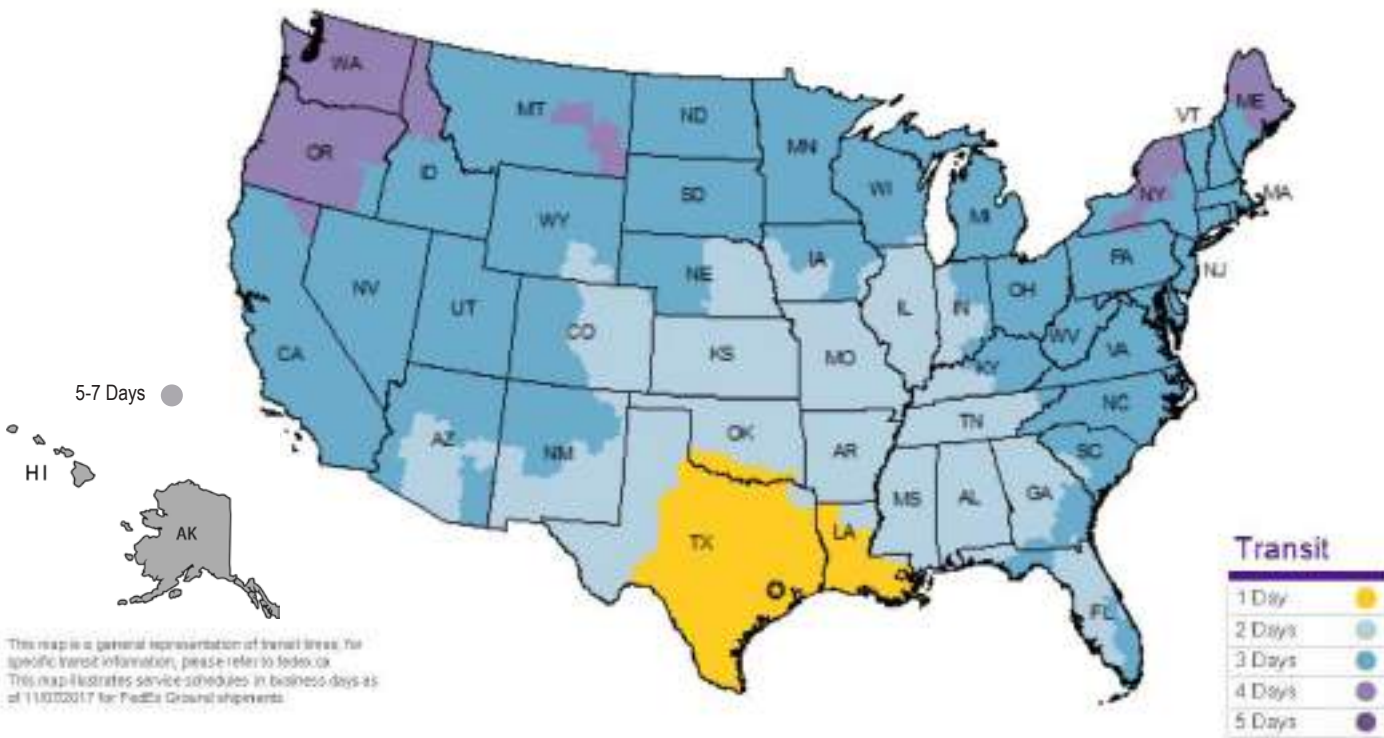 WA
MT
ND
MN
VT
ME
OR
ID
SD
WI
MI
NY
MA
WY
IA
PA
NJ
NE
NV
UT
CO
IL
IN
OH
WV
VA
CA
KS
MO
KY
NC
5-7 Days
AZ
NM
OK
AR
TN
SC
HI
MS
AL
GA
AK
TX
LA
FL
Transit
1 Day
2 Days
3 Days
4 Days
5 Days
This map is a general representation of transit times; for
specific transit information, please refer to fedex.ca
This map illustrates service schedules in business days as
of 11/07/2017 for FedEx Ground shipments